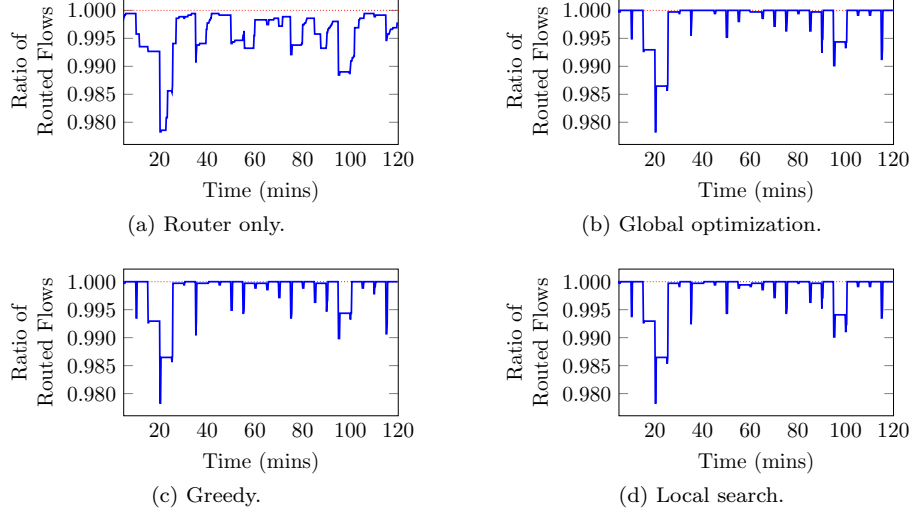 1.000
0.995
0.990
0.985
0.980
Ratio of
Routed Flows
20 40 60 80 100 120
Time (mins)
(a) Router only.
1.000
0.995
0.990
0.985
0.980
Ratio of
Routed Flows
20 40 60 80 100 120
Time (mins)
(b) Global optimization.
1.000
0.995
0.990
0.985
0.980
Ratio of
Routed Flows
20 40 60 80 100 120
Time (mins)
(c) Greedy.
1.000
0.995
0.990
0.985
0.980
Ratio of
Routed Flows
20 40 60 80 100 120
Time (mins)
(d) Local search.